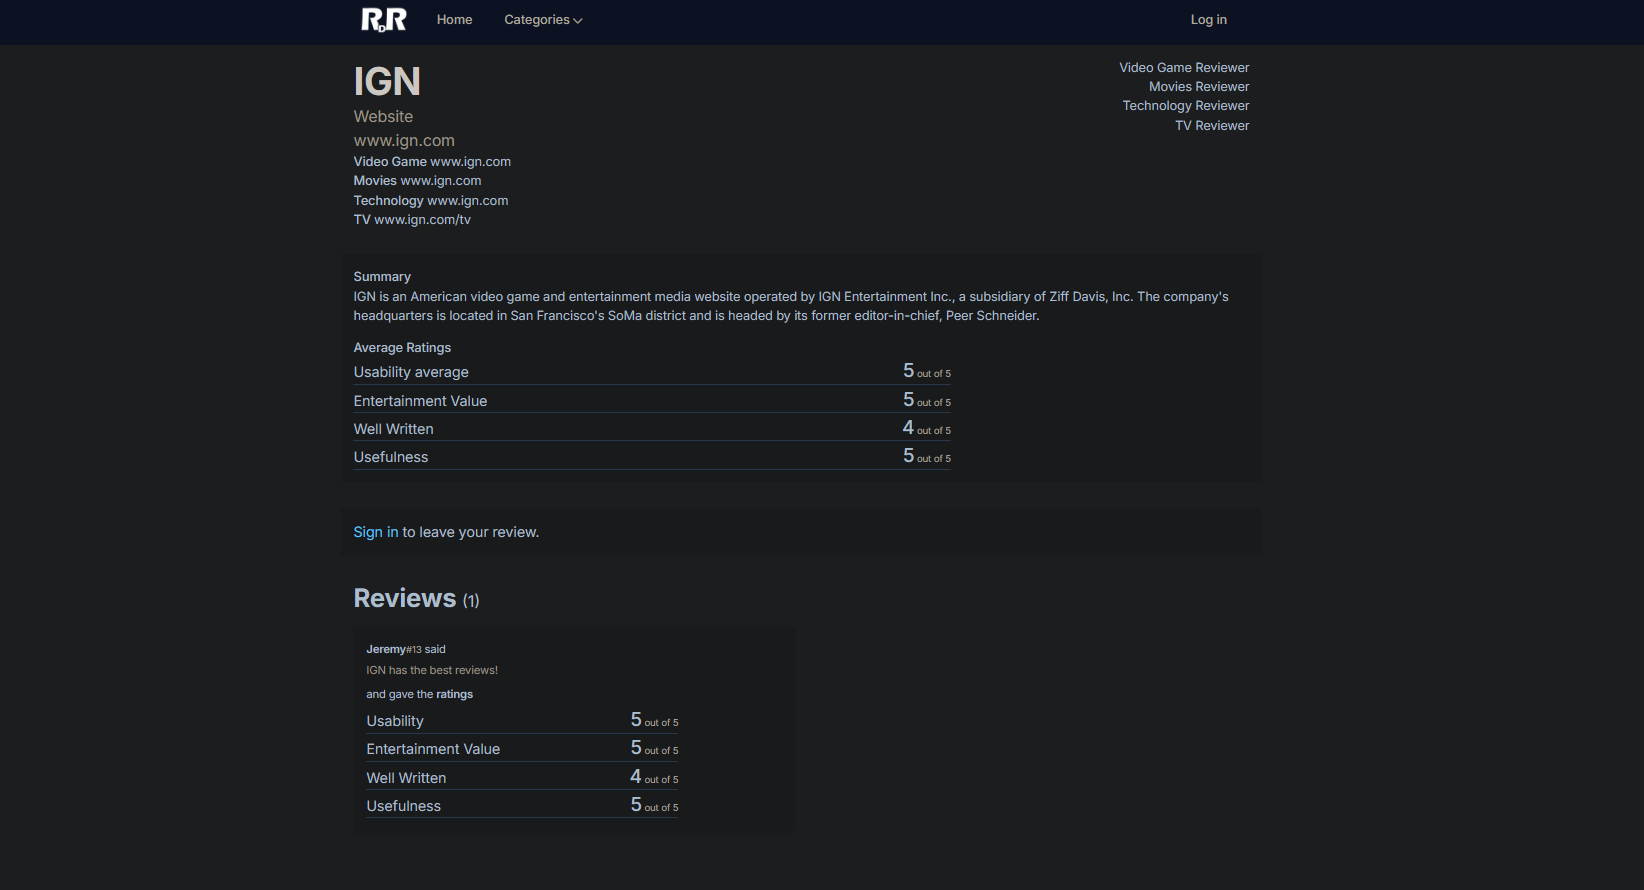 RDR Home Categories Log in
IGN
Website
www.ign.com
Video Game www.ign.com
Movies www.ign.com
Technology www.ign.com
TV www.ign.com/tv
Video Game Reviewer
Movies Reviewer
Technology Reviewer
TV Reviewer
Summary
IGN is an American video game and entertainment media website operated by IGN Entertainment Inc., a subsidiary of Ziff Davis, Inc. The company's
headquarters is located in San Francisco's SoMa district and is headed by its former editor-in-chief, Peer Schneider.
Average Ratings
Usability average 5 out of 5
Entertainment Value 5 out of 5
Well Written 4 out of 5
Usefulness 5 out of 5
Sign in to leave your review.
Reviews (1)
Jeremy#13 said
IGN has the best reviews!
and gave the ratings
Usability 5 out of 5
Entertainment Value 5 out of 5
Well Written 4 out of 5
Usefulness 5 out of 5